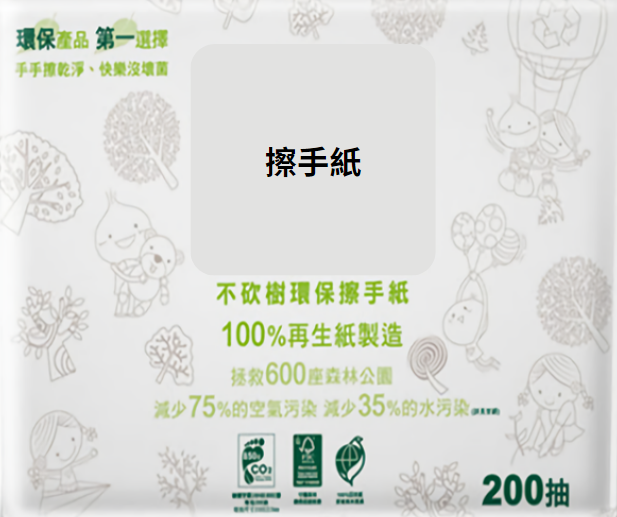 環保產品 第一選擇
手手擦乾淨、快樂沒壞菌
擦手紙
不砍樹環保擦手紙
100%再生紙製造
拯救600座森林公園
減少75%的空氣污染 減少35%的水污染
CO2
FSC
200抽